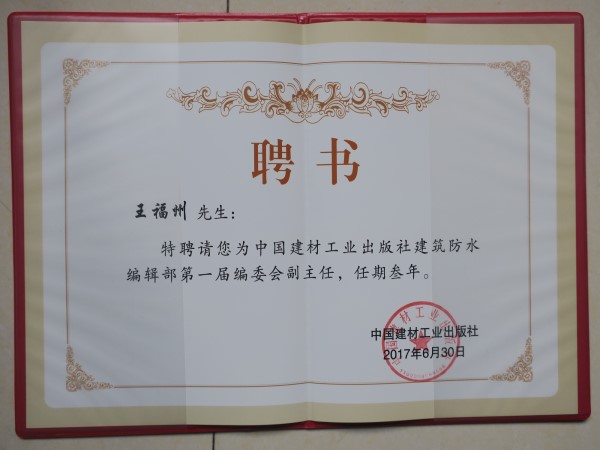 聘书
王福州 先生：
特聘请您为中国建材工业出版社建筑防水
编辑部第一届编委会副主任，任期叁年。
中国建材工业出版社
2017年6月30日